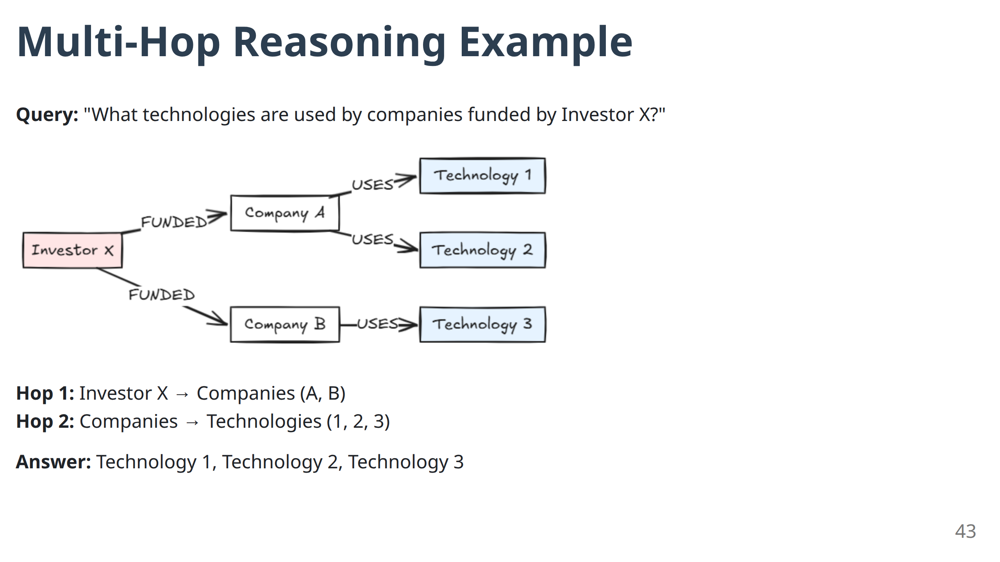 Multi-Hop Reasoning Example
Query: "What technologies are used by companies funded by Investor X?"
Technology 1
USES
Company A
FUNDED
USES
Investor X
Technology 2
FUNDED
Company B
USES
Technology 3
Hop 1: Investor X → Companies (A, B)
Hop 2: Companies → Technologies (1, 2, 3)
Answer: Technology 1, Technology 2, Technology 3
43